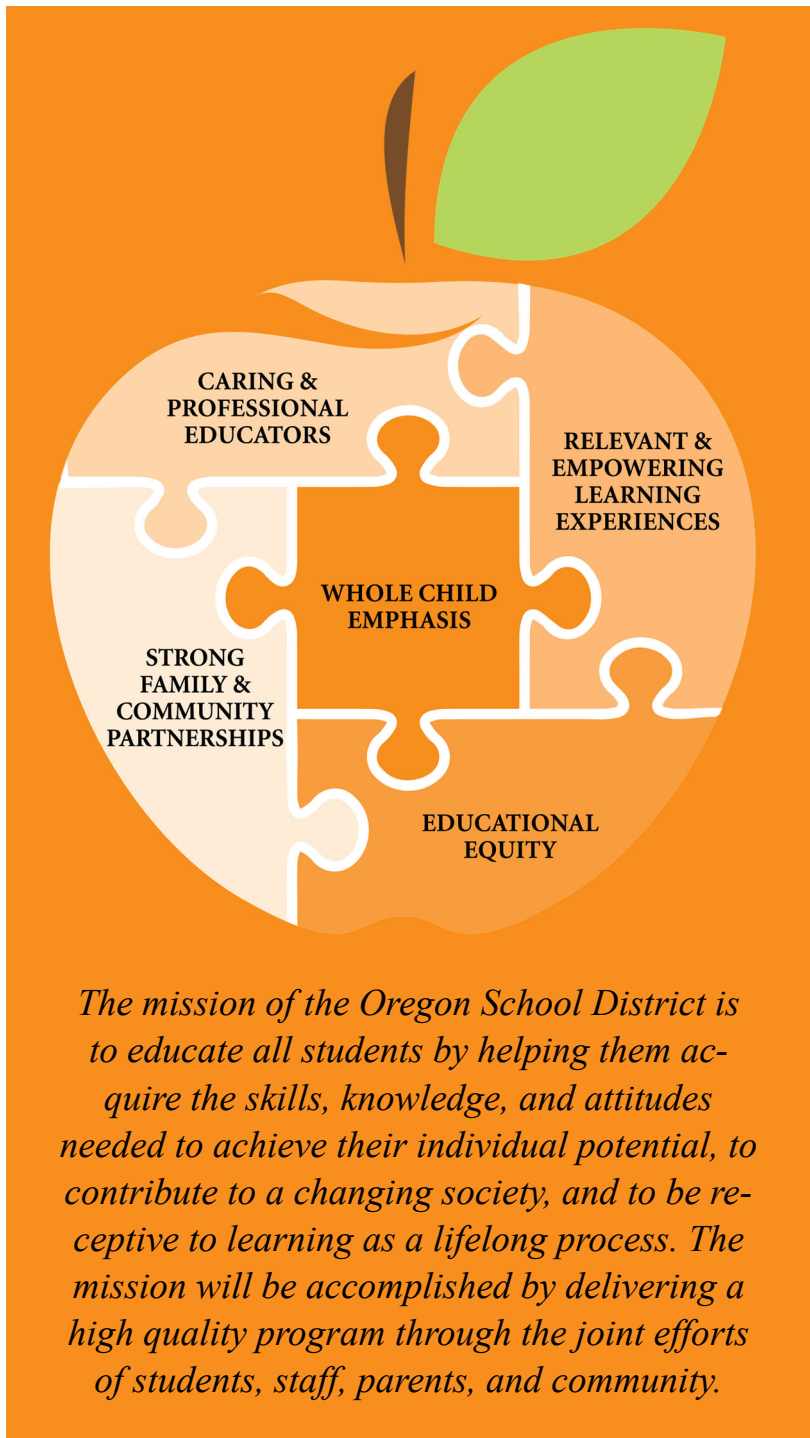 CARING &
PROFESSIONAL
EDUCATORS
RELEVANT &
EMPOWERING
LEARNING
EXPERIENCES
WHOLE CHILD
EMPHASIS
STRONG
FAMILY &
COMMUNITY
PARTNERSHIPS
EDUCATIONAL
EQUITY
The mission of the Oregon School District is
to educate all students by helping them ac-
quire the skills, knowledge, and attitudes
needed to achieve their individual potential, to
contribute to a changing society, and to be re-
ceptive to learning as a lifelong process. The
mission will be accomplished by delivering a
high quality program through the joint efforts
of students, staff, parents, and community.